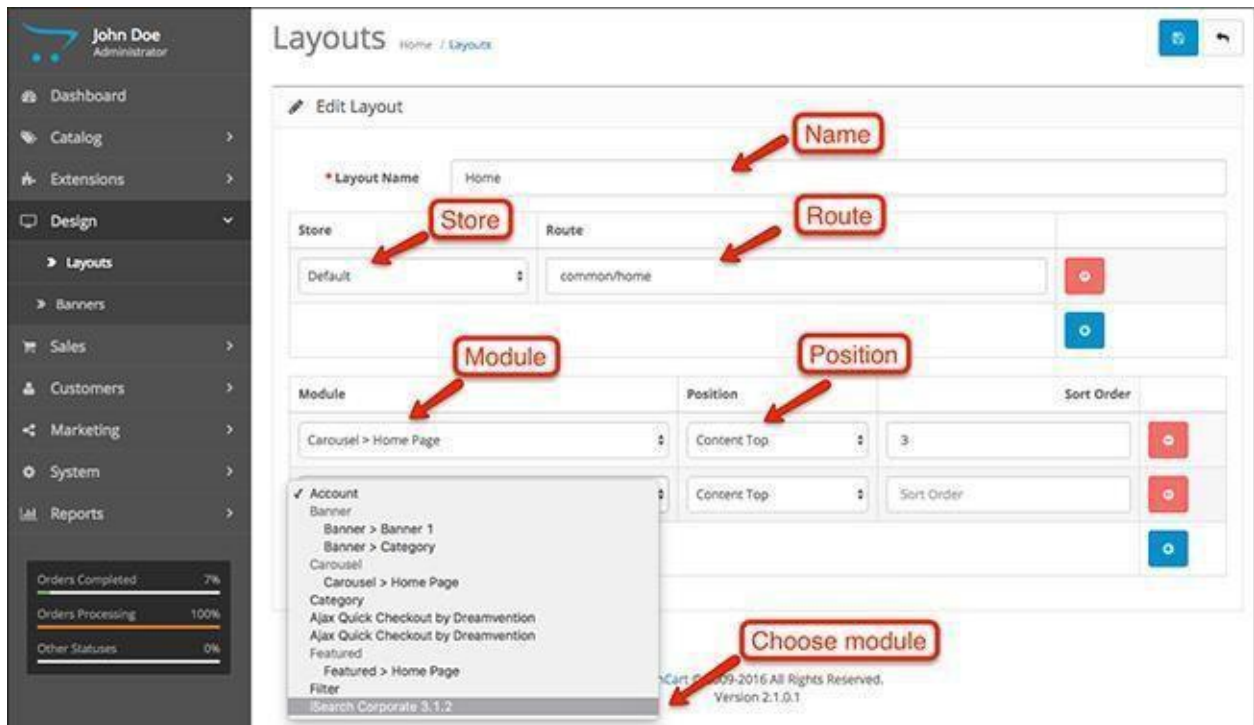 John Doe
Administrator
Dashboard
Catalog
Extensions
Design
Layouts
Banners
Sales
Customers
Marketing
System
Reports
Orders Completed 7%
Orders Processing 100%
Other Statuses 0%
Layouts Home / Layouts
Edit Layout
Name
* Layout Name Home
Store
Route
Store Route
Default common/home
Module
Position
Module Position Sort Order
Carousel > Home Page Content Top 3
Content Top Sort Order
✓ Account
Banner
Banner > Banner 1
Banner > Category
Carousel
Carousel > Home Page
Category
Ajax Quick Checkout by Dreamvention
Ajax Quick Checkout by Dreamvention
Featured
Featured > Home Page
Filter
iSearch Corporate 3.1.2
Choose module
-2016 All Rights Reserved.
Version 2.1.0.1